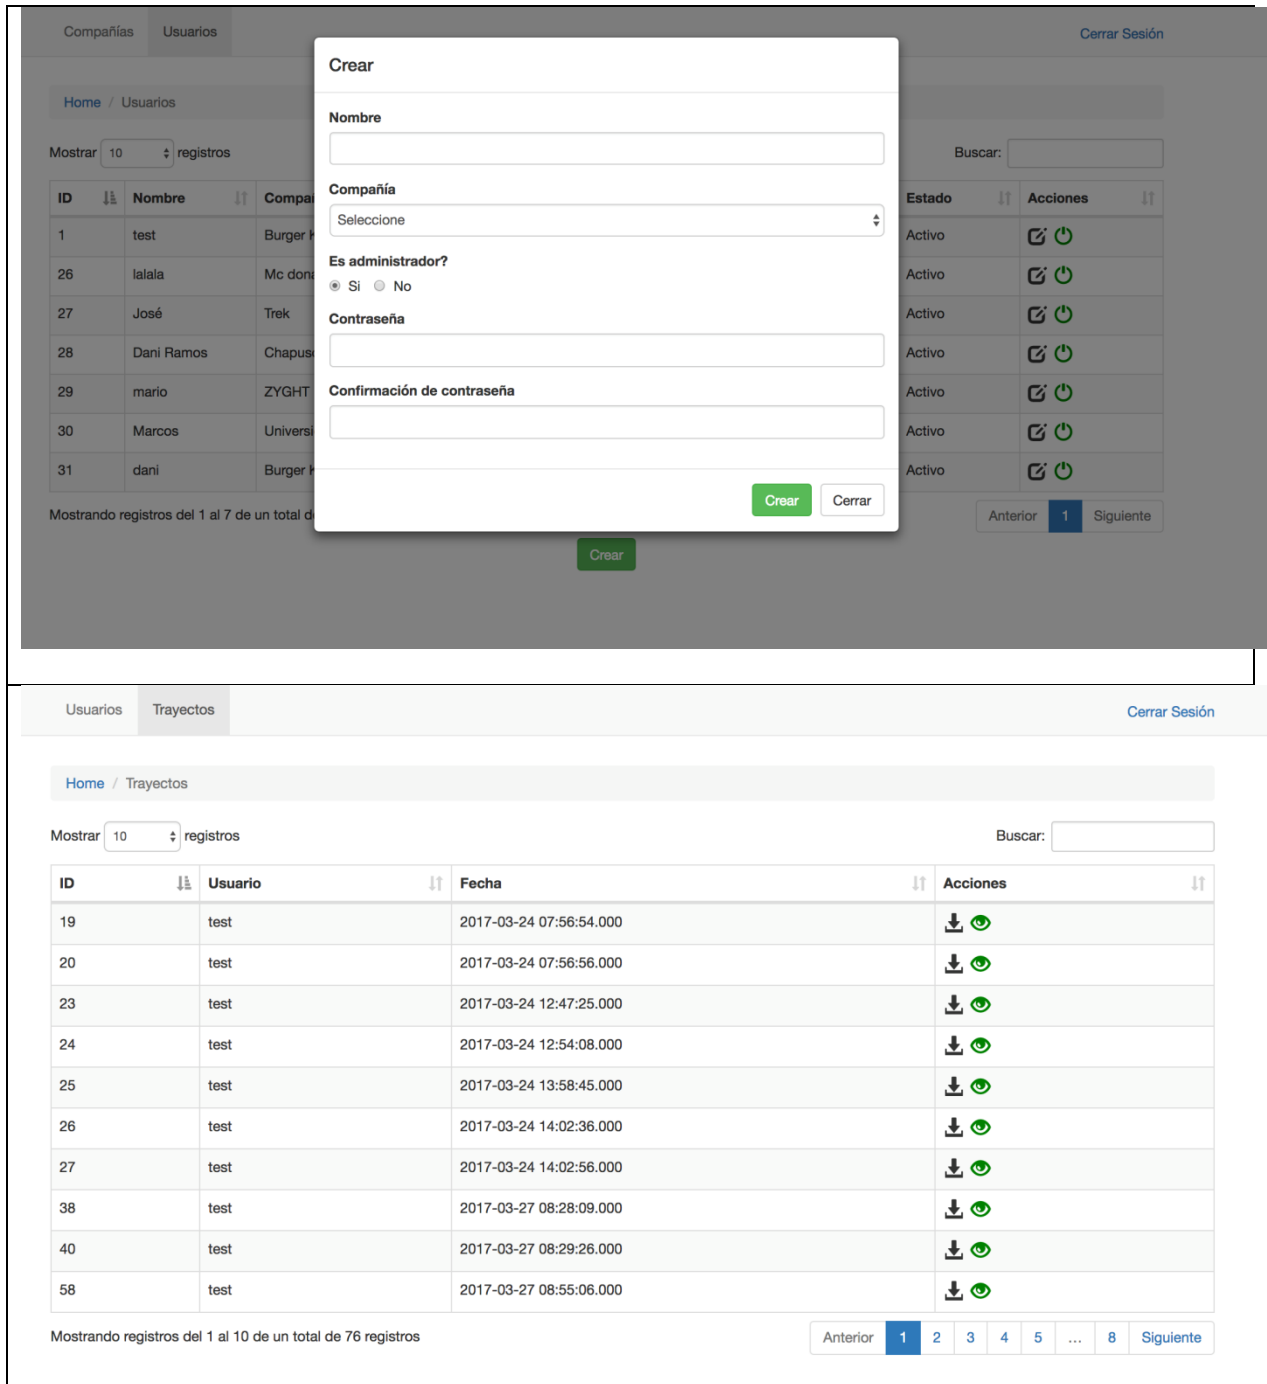 Compañías Usuarios Cerrar Sesión
Crear
Home / Usuarios
Nombre
Mostrar 10 registros Buscar:
Compañía
Seleccione
ID Nombre Estado Acciones
1 test Burger Activo
Es administrador?
26 lalala Mc Activo
Si No
27 José Trek Activo
Contraseña
28 Dani Ramos Activo
29 mario ZYGHT Activo
Confirmación de contraseña
30 Marcos Activo
31 dani Burger Activo
Crear Cerrar
Mostrando registros del 1 al 7 de un total Anterior 1 Siguiente
Crear
Usuarios Trayectos Cerrar Sesión
Home / Trayectos
Mostrar 10 registros Buscar:
ID Usuario Fecha Acciones
19 test 2017-03-24 07:56:54.000
20 test 2017-03-24 07:56:56.000
23 test 2017-03-24 12:47:25.000
24 test 2017-03-24 12:54:08.000
25 test 2017-03-24 13:58:45.000
26 test 2017-03-24 14:02:36.000
27 test 2017-03-24 14:02:56.000
38 test 2017-03-27 08:28:09.000
40 test 2017-03-27 08:29:26.000
58 test 2017-03-27 08:55:06.000
Mostrando registros del 1 al 10 de un total de 76 registros Anterior 1 2 3 4 5 ... 8 Siguiente